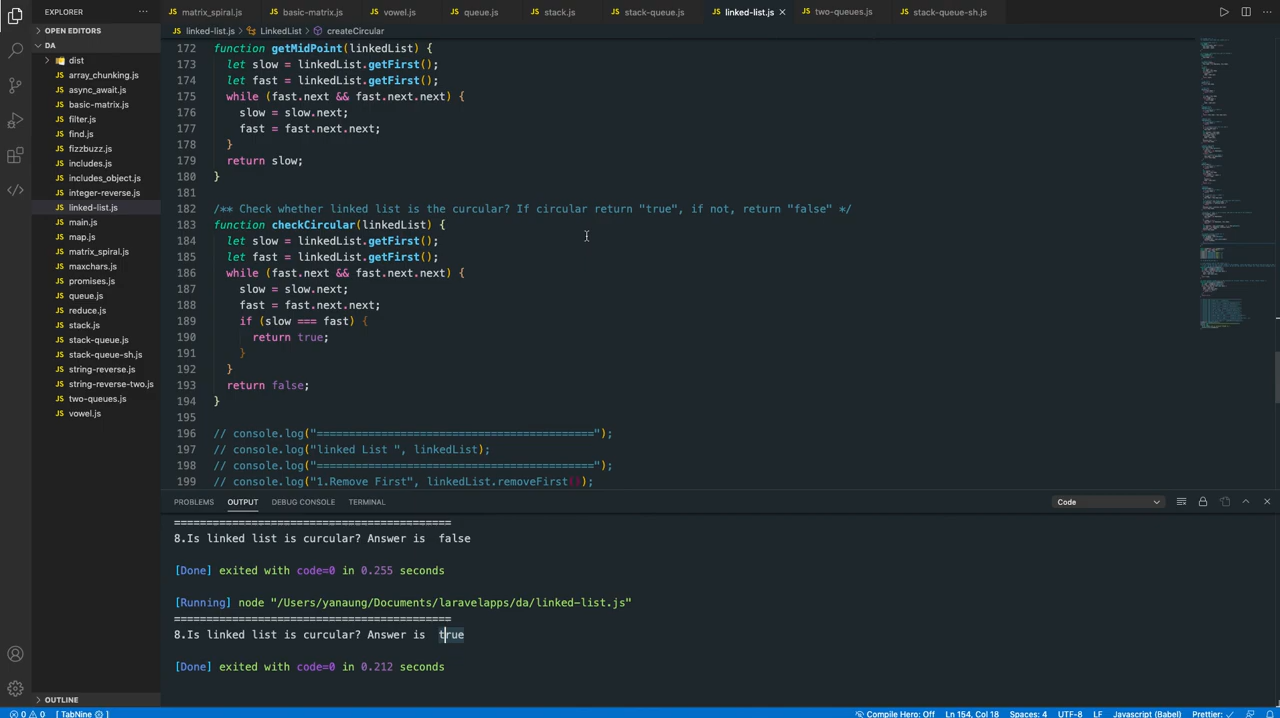 EXPLORER
···
matrix_spiral.js
basic-matrix.js
vowel.js
queue.js
stack.js
stack-queue.js
linked-list.js
two-queues.js
stack-queue-sh.js
OPEN EDITORS
DA
dist
JS array_chunking.js
JS async_await.js
JS basic-matrix.js
JS filter.js
JS find.js
JS fizzbuzz.js
JS includes.js
JS includes_object.js
JS integer-reverse.js
JS linked-list.js
JS main.js
JS map.js
JS matrix_spiral.js
JS maxchars.js
JS promises.js
JS queue.js
JS reduce.js
JS stack.js
JS stack-queue.js
JS stack-queue-sh.js
JS string-reverse.js
JS string-reverse-two.js
JS two-queues.js
JS vowel.js
OUTLINE
JS linked-list.js > LinkedList > createCircular
172 function getMidPoint(linkedList) {
173 let slow = linkedList.getFirst();
174 let fast = linkedList.getFirst();
175 while (fast.next && fast.next.next) {
176 slow = slow.next;
177 fast = fast.next.next;
178 }
179 return slow;
180 }
181
182 /** Check whether linked list is the curcular? if circular return "true", if not, return "false" */
183 function checkCircular(linkedList) {
184 let slow = linkedList.getFirst();
185 let fast = linkedList.getFirst();
186 while (fast.next && fast.next.next) {
187 slow = slow.next;
188 fast = fast.next.next;
189 if (slow === fast) {
190 return true;
191 }
192 }
193 return false;
194 }
195
196 // console.log("===========================================");
197 // console.log("linked List ", linkedList);
198 // console.log("===========================================");
199 // console.log("1.Remove First", linkedList.removeFirst());
PROBLEMS OUTPUT DEBUG CONSOLE TERMINAL
Code
===========================================
8.Is linked list is curcular? Answer is false
[Done] exited with code=0 in 0.255 seconds
[Running] node "/Users/yanaung/Documents/laravelapps/da/linked-list.js"
===========================================
8.Is linked list is curcular? Answer is true
[Done] exited with code=0 in 0.212 seconds
0 0 [ TabNine ] Compile Hero: Off Ln 154, Col 18 Spaces: 4 UTF-8 LF Javascript (Babel) Prettier: ✓